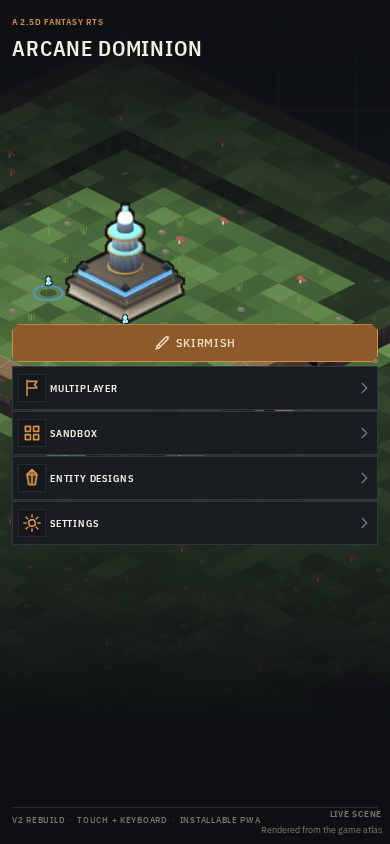 A 2.5D FANTASY RTS
ARCANE DOMINION
SKIRMISH
MULTIPLAYER
SANDBOX
ENTITY DESIGNS
SETTINGS
LIVE SCENE
V2 REBUILD · TOUCH + KEYBOARD · INSTALLABLE PWA
Rendered from the game atlas